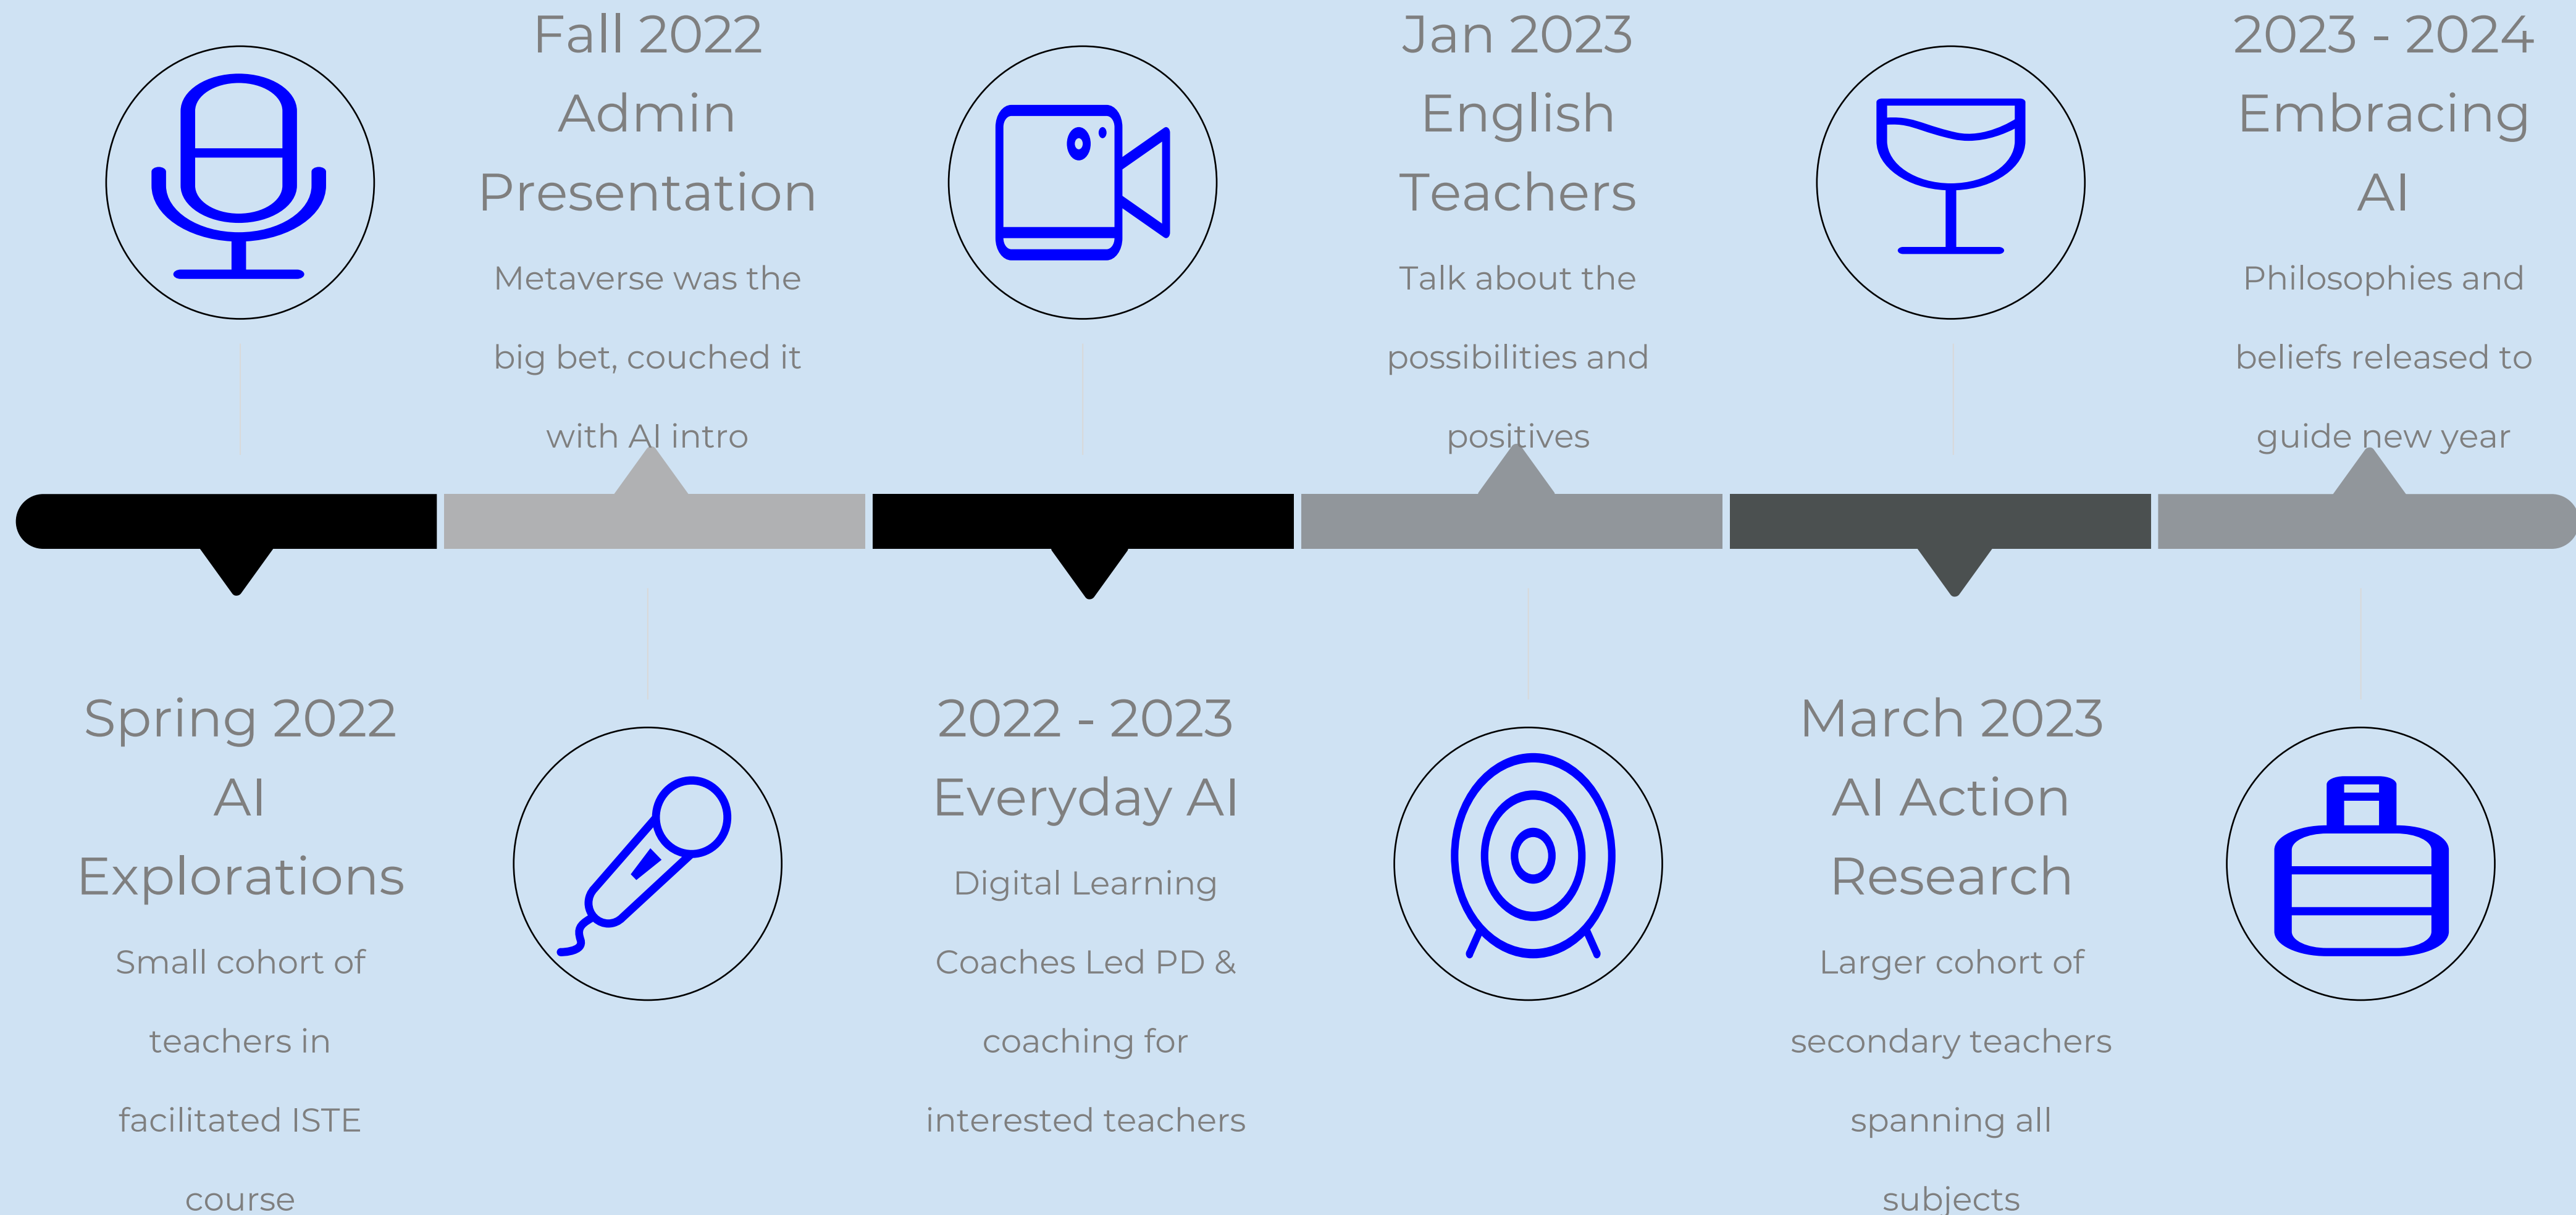 Spring 2022
AI
Explorations
Small cohort of
teachers in
facilitated ISTE
course
Fall 2022
Admin
Presentation
Metaverse was the
big bet, couched it
with AI intro
2022 - 2023
Everyday AI
Digital Learning
Coaches Led PD &
coaching for
interested teachers
Jan 2023
English
Teachers
Talk about the
possibilities and
positives
March 2023
AI Action
Research
Larger cohort of
secondary teachers
spanning all
subjects
2023 - 2024
Embracing
AI
Philosophies and
beliefs released to
guide new year